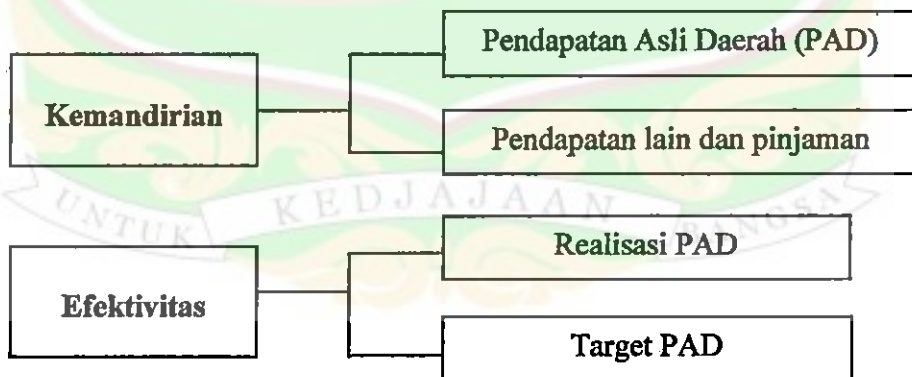 Pendapatan Asli Daerah (PAD)
Kemandirian
Pendapatan lain dan pinjaman
UNTUK KEDJAJAAN BANGSA
Realisasi PAD
Efektivitas
Target PAD